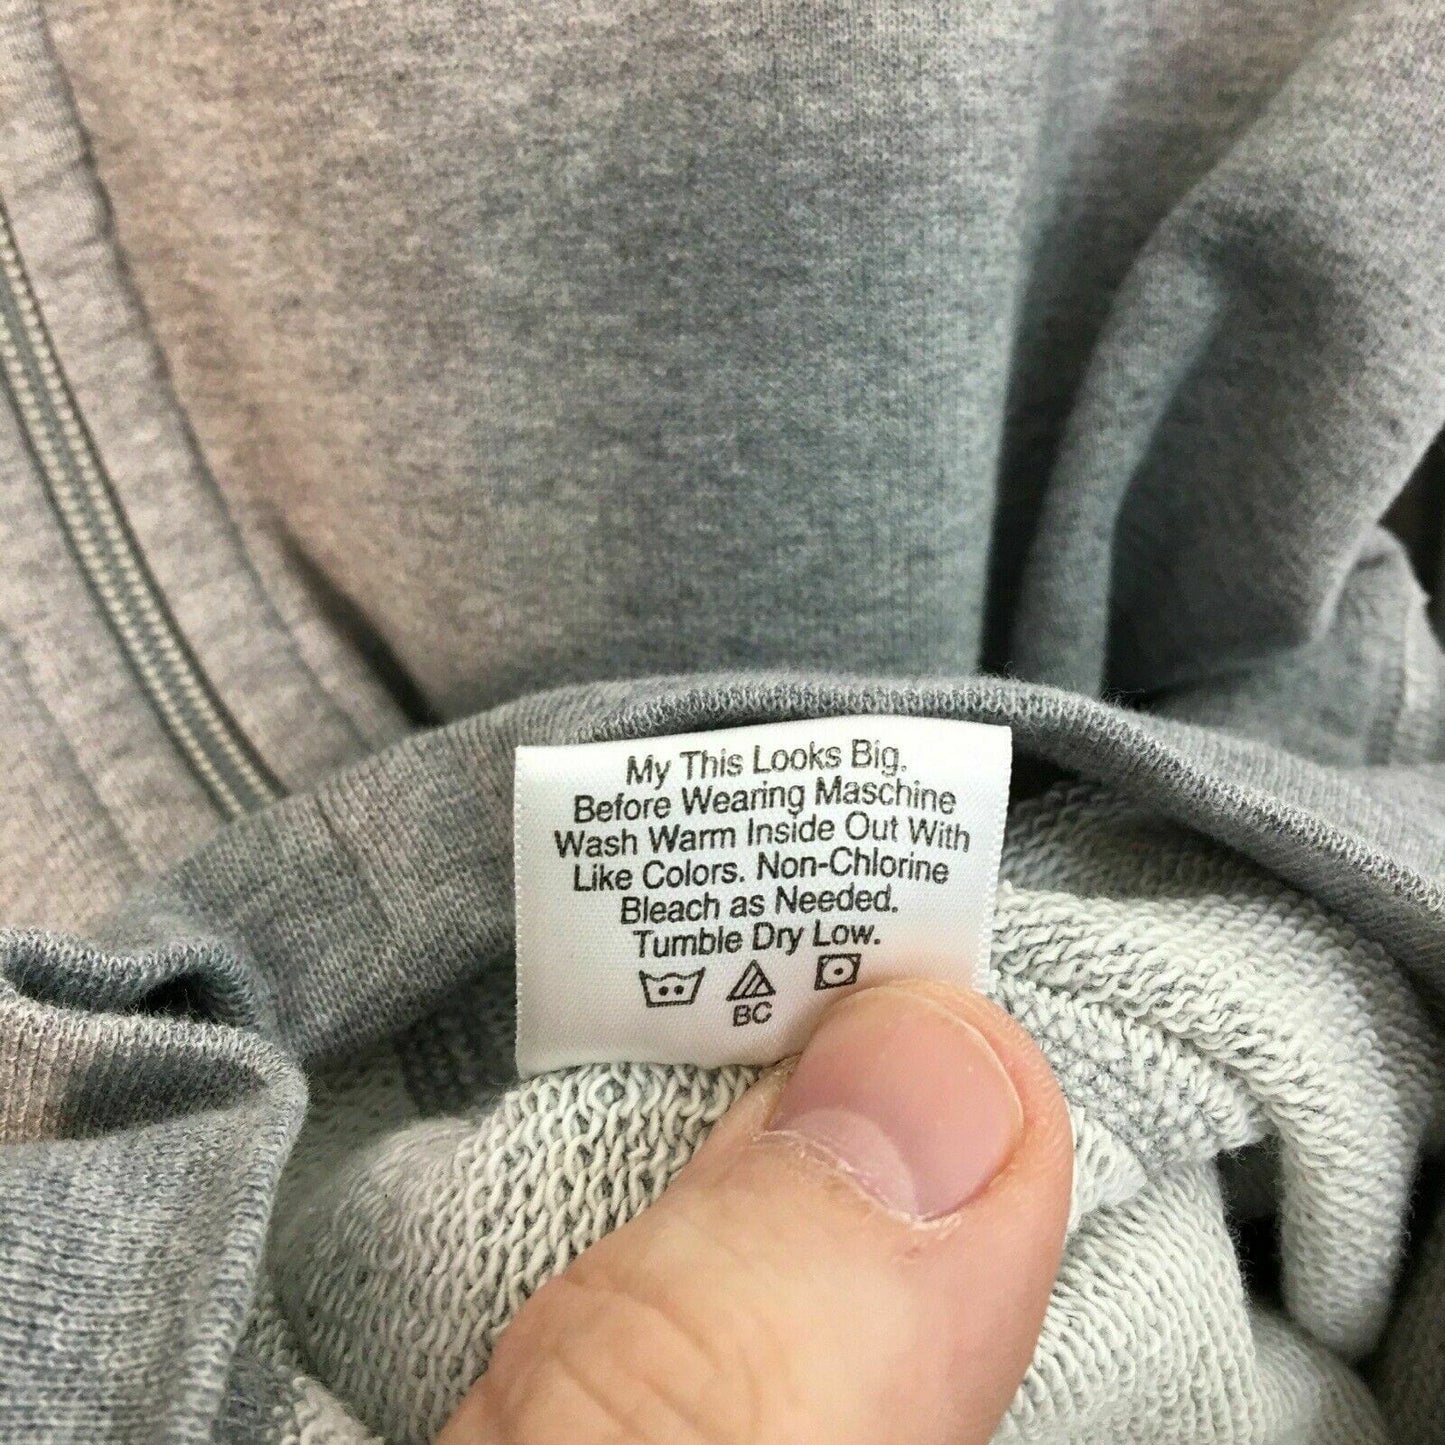 My This Looks Big.
Before Wearing Maschine
Wash Warm Inside Out With
Like Colors. Non-Chlorine
Bleach as Needed.
Tumble Dry Low.
BC